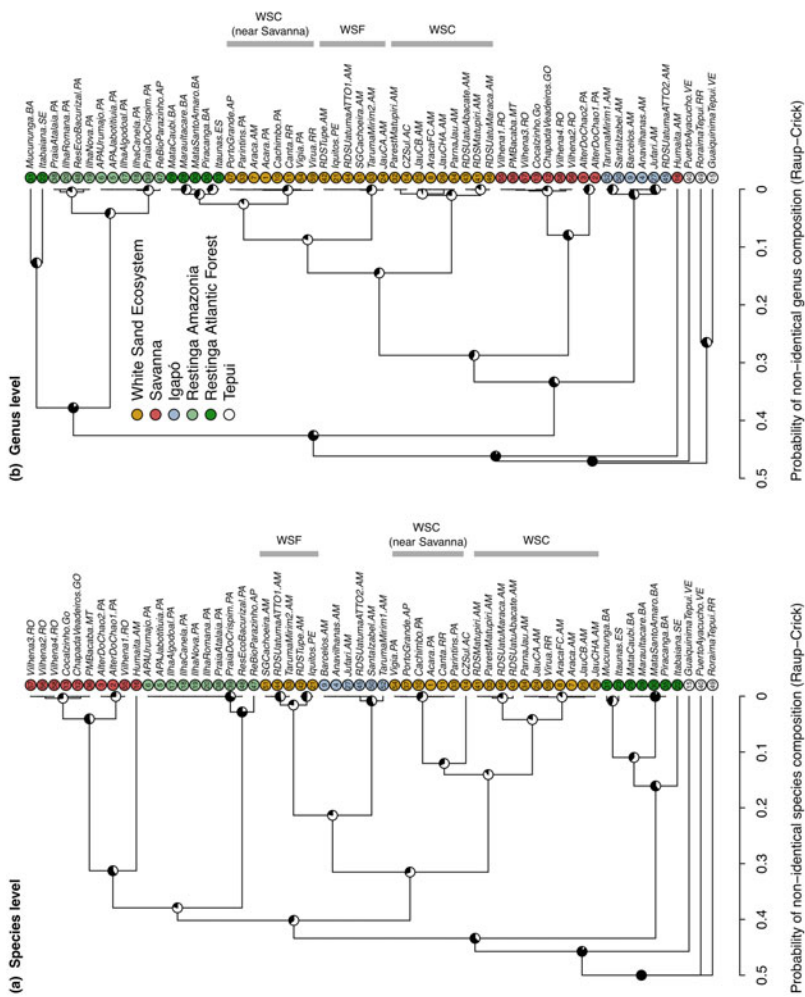 (a) Species level
Vilhena3.RO
Vilhena2.RO
Vilhena4.RO
Cocalzinho.Go
ChapadaVeadeiros.GO
PMBacaba.MT
AlterDoChao2.PA
AlterDoChao1.PA
Vilhena1.RO
Humaita.AM
APAUrumajo.PA
APAJabotitiuia.PA
IlhaAlgodoal.PA
IlhaCanela.PA
IlhaNova.PA
IlhaRomana.PA
PraiaAtalaia.PA
PraiaDoCrispim.PA
ResEcoBacurizal.PA
ReBioParazinho.AP
SGCachoeira.AM
RDSUatumaATTO1.AM
TarumaMirim2.AM
RDSTupe.AM
Iquitos.PE
Barcelos.AM
Anavilhanas.AM
Jufari.AM
RDSUatumaATTO2.AM
SantaIzabel.AM
TarumaMirim1.AM
Vigia.PA
PortoGrande.AP
Cachimbo.PA
Acara.PA
Canta.RR
Parintins.PA
CZSul.AC
RDSMatupiri.AM
ParestMatupiri.AM
RDSUatuMaraca.AM
RDSUatuAbacate.AM
ParnaJau.AM
JauCA.AM
Virua.RR
AracaFC.AM
Araca.AM
JauCB.AM
JauCHA.AM
Mucununga.BA
Itaunas.ES
MataCaubi.BA
Marauitacare.BA
MataSantoAmaro.BA
Piracanga.BA
Itabaiana.SE
GuaiquinimaTepui.VE
PuertoAyacucho.VE
RoraimaTepui.RR
WSF
WSC
(near Savanna)
WSC
0.5
0.4
0.3
0.2
0.1
0
Probability of non−identical species composition (Raup−Crick)
(b) Genus level
Mucununga.BA
Itabaiana.SE
PraiaAtalaia.PA
IlhaRomana.PA
ResEcoBacurizal.PA
IlhaNova.PA
APAUrumajo.PA
APAJabotitiuia.PA
IlhaAlgodoal.PA
IlhaCanela.PA
PraiaDoCrispim.PA
ReBioParazinho.AP
MataCaubi.BA
Marauitacare.BA
MataSantoAmaro.BA
Piracanga.BA
Itaunas.ES
PortoGrande.AP
Parintins.PA
Araca.AM
Acara.PA
Cachimbo.PA
Canta.RR
Vigia.PA
Virua.RR
RDSTupe.AM
Iquitos.PE
RDSUatumaATTO1.AM
SGCachoeira.AM
TarumaMirim2.AM
JauCA.AM
ParestMatupiri.AM
CZSul.AC
JauCB.AM
AracaFC.AM
JauCHA.AM
ParnaJau.AM
RDSUatuAbacate.AM
RDSMatupiri.AM
RDSUatuMaraca.AM
Vilhena1.RO
PMBacaba.MT
Vilhena3.RO
Cocalzinho.Go
ChapadaVeadeiros.GO
Vilhena4.RO
Vilhena2.RO
AlterDoChao2.PA
AlterDoChao1.PA
TarumaMirim1.AM
SantaIzabel.AM
Barcelos.AM
Anavilhanas.AM
Jufari.AM
RDSUatumaATTO2.AM
Humaita.AM
PuertoAyacucho.VE
RoraimaTepui.RR
GuaiquinimaTepui.VE
WSC
(near Savanna)
WSF
WSC
White Sand Ecosystem
Savanna
Igapó
Restinga Amazonia
Restinga Atlantic Forest
Tepui
0.5
0.4
0.3
0.2
0.1
0
Probability of non−identical genus composition (Raup−Crick)